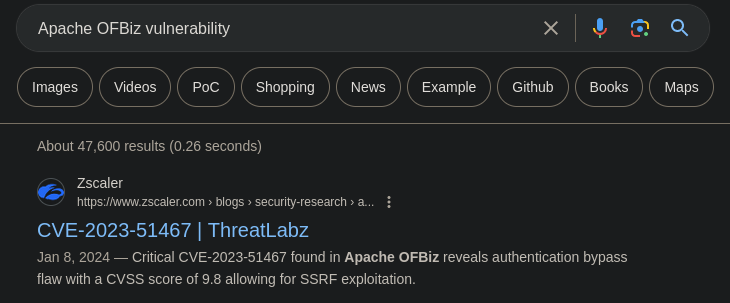 Apache OFBiz vulnerability
Images Videos PoC Shopping News Example Github Books Maps
About 47,600 results (0.26 seconds)
Zscaler
https://www.zscaler.com › blogs › security-research › a...
CVE-2023-51467 | ThreatLabz
Jan 8, 2024 — Critical CVE-2023-51467 found in Apache OFBiz reveals authentication bypass
flaw with a CVSS score of 9.8 allowing for SSRF exploitation.